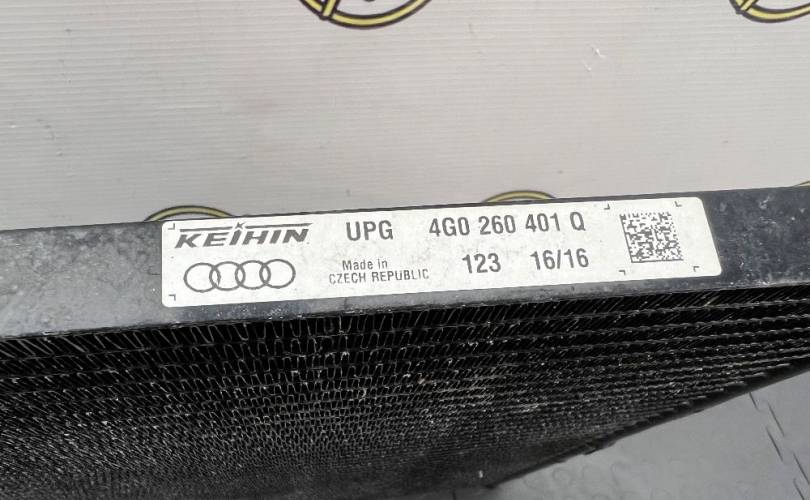 KEIHIN UPG 4G0 260 401 Q
Made in
CZECH REPUBLIC 123 16/16